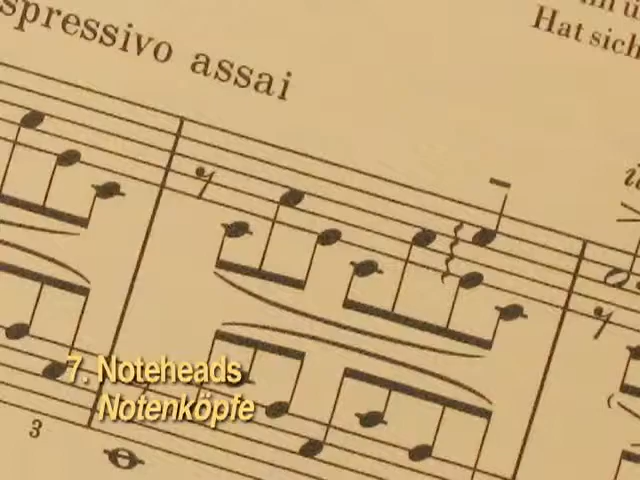 spressivo assai
Hat sich
7. Noteheads
Notenköpfe
3